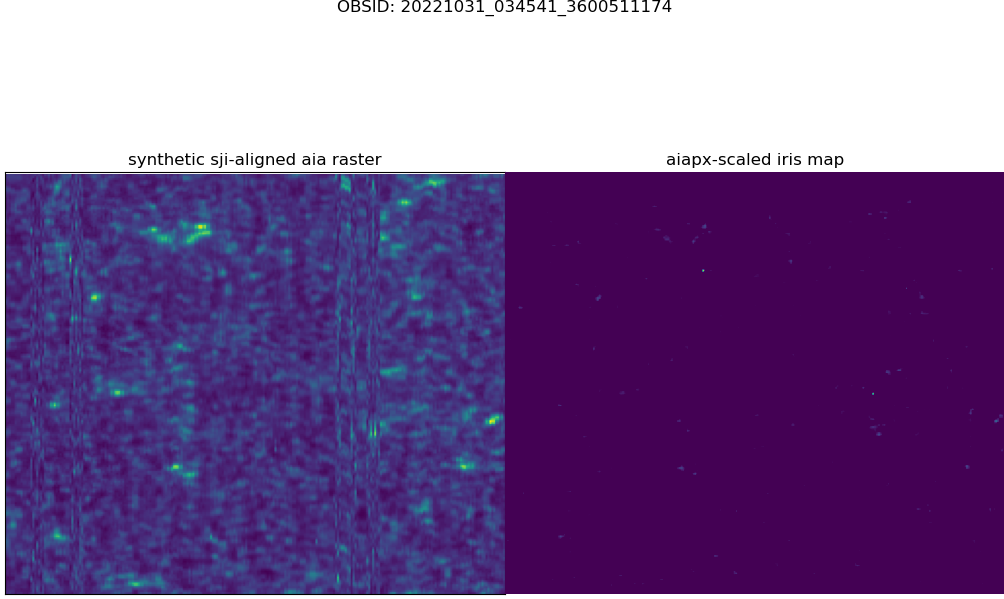 OBSID: 20221031_034541_3600511174
synthetic sji-aligned aia raster
aiapx-scaled iris map